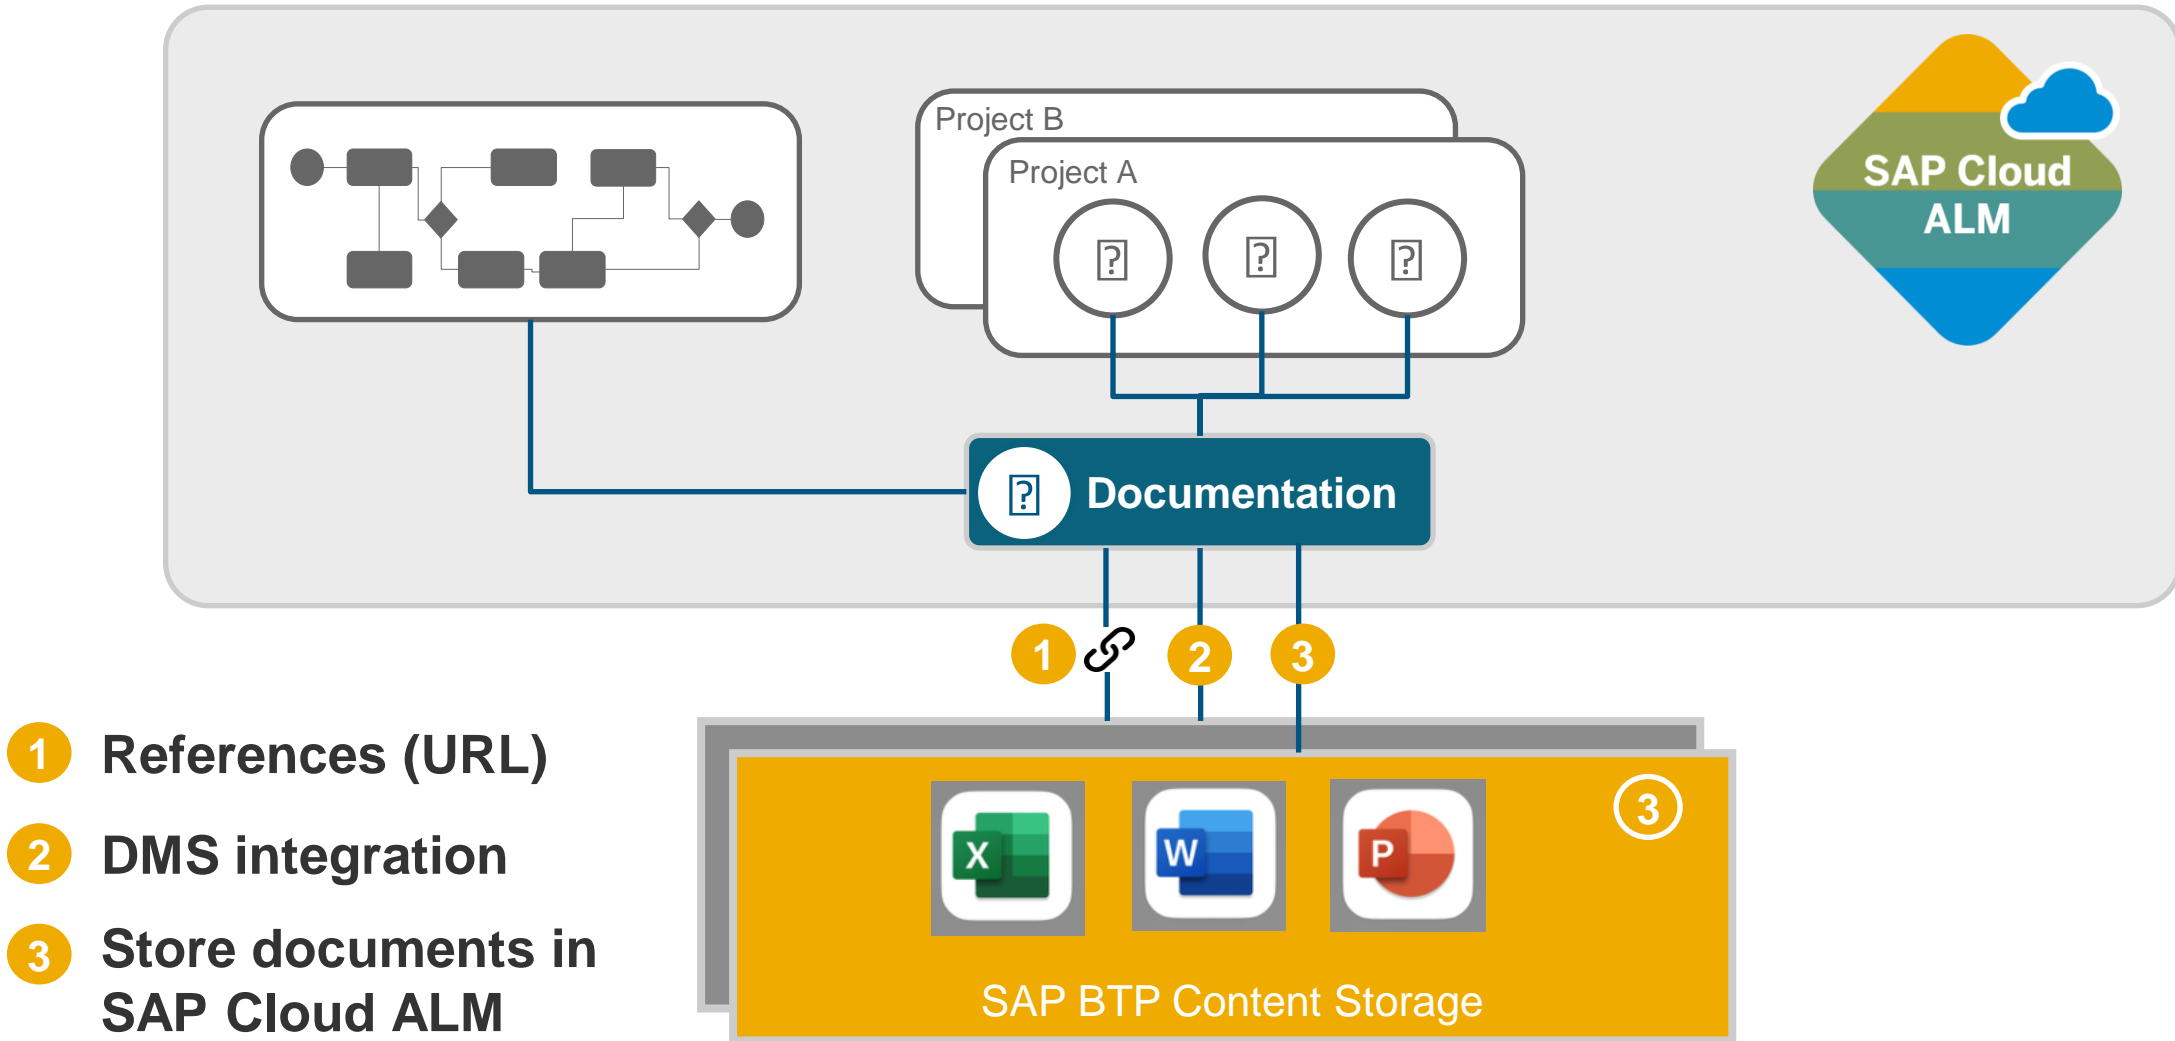 Project B
Project A
SAP Cloud
ALM
Documentation
1
2
3
1 References (URL)
2 DMS integration
3 Store documents in
SAP Cloud ALM
3
X
W
P
SAP BTP Content Storage